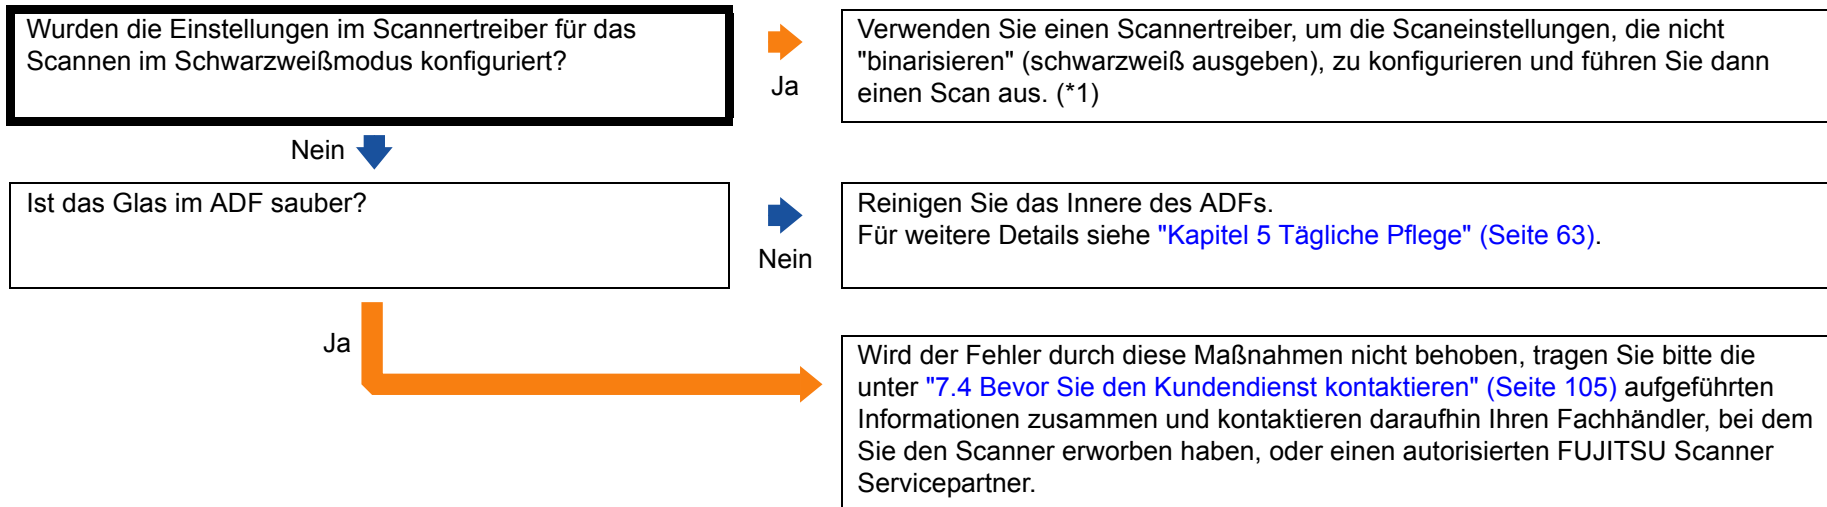 Wurden die Einstellungen im Scannertreiber für das
Scannen im Schwarzweißmodus konfiguriert?
Ja
Verwenden Sie einen Scannertreiber, um die Scaneinstellungen, die nicht
"binarisieren" (schwarzweiß ausgeben), zu konfigurieren und führen Sie dann
einen Scan aus. (*1)
Nein
Ist das Glas im ADF sauber?
Nein
Reinigen Sie das Innere des ADFs.
Für weitere Details siehe "Kapitel 5 Tägliche Pflege" (Seite 63).
Ja
Wird der Fehler durch diese Maßnahmen nicht behoben, tragen Sie bitte die
unter "7.4 Bevor Sie den Kundendienst kontaktieren" (Seite 105) aufgeführten
Informationen zusammen und kontaktieren daraufhin Ihren Fachhändler, bei dem
Sie den Scanner erworben haben, oder einen autorisierten FUJITSU Scanner
Servicepartner.